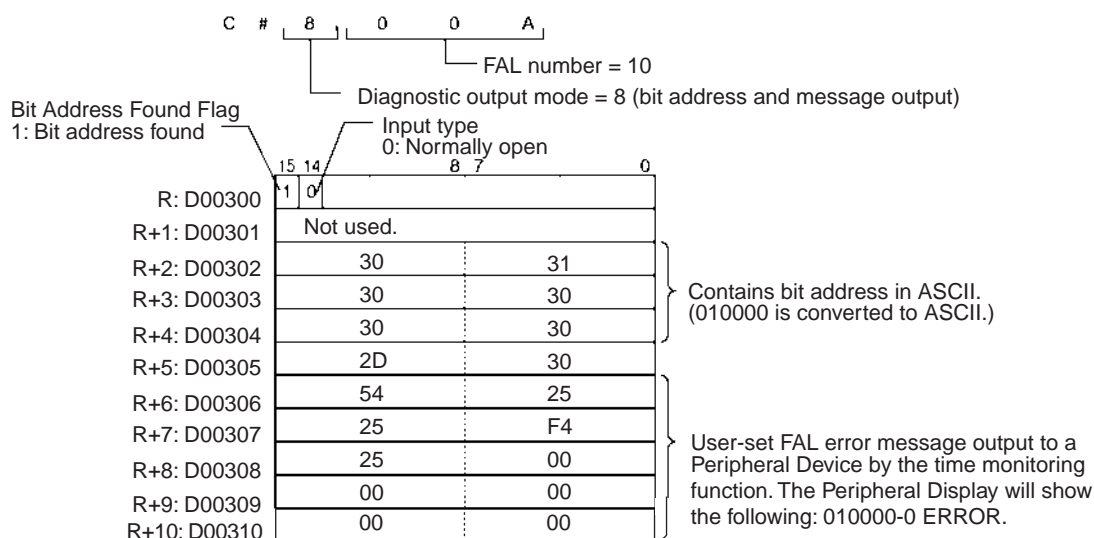 C # 8 0 0 A
FAL number = 10
Diagnostic output mode = 8 (bit address and message output)
Bit Address Found Flag
1: Bit address found
Input type
0: Normally open
15 14 8 7 0
R: D00300 1 0
R+1: D00301 Not used.
R+2: D00302 30 31
R+3: D00303 30 30
R+4: D00304 30 30
R+5: D00305 2D 30
R+6: D00306 54 25
R+7: D00307 25 F4
R+8: D00308 25 00
R+9: D00309 00 00
R+10: D00310 00 00
Contains bit address in ASCII.
(010000 is converted to ASCII.)
User-set FAL error message output to a
Peripheral Device by the time monitoring
function. The Peripheral Display will show
the following: 010000-0 ERROR.